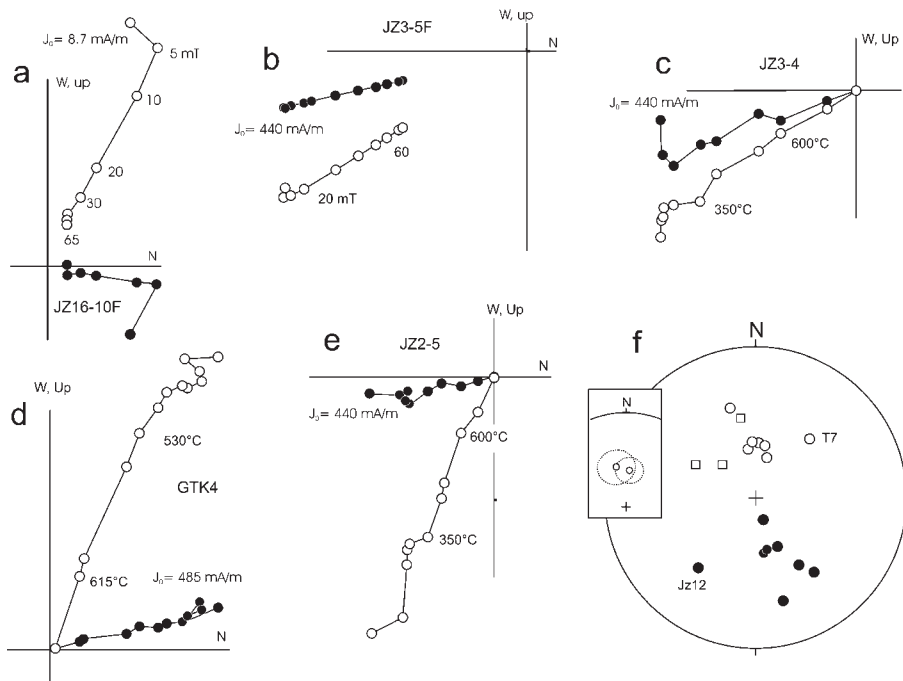 a
J₀= 8.7 mA/m
5 mT
W, up
10
20
30
65
N
JZ16-10F
b
JZ3-5F
W, up
N
J₀= 440 mA/m
60
20 mT
c
W, Up
JZ3-4
J₀= 440 mA/m
600°C
350°C
d
W, Up
530°C
GTK4
J₀= 485 mA/m
615°C
N
e
JZ2-5
W, Up
N
J₀= 440 mA/m
600°C
350°C
f
N
N
T7
Jz12